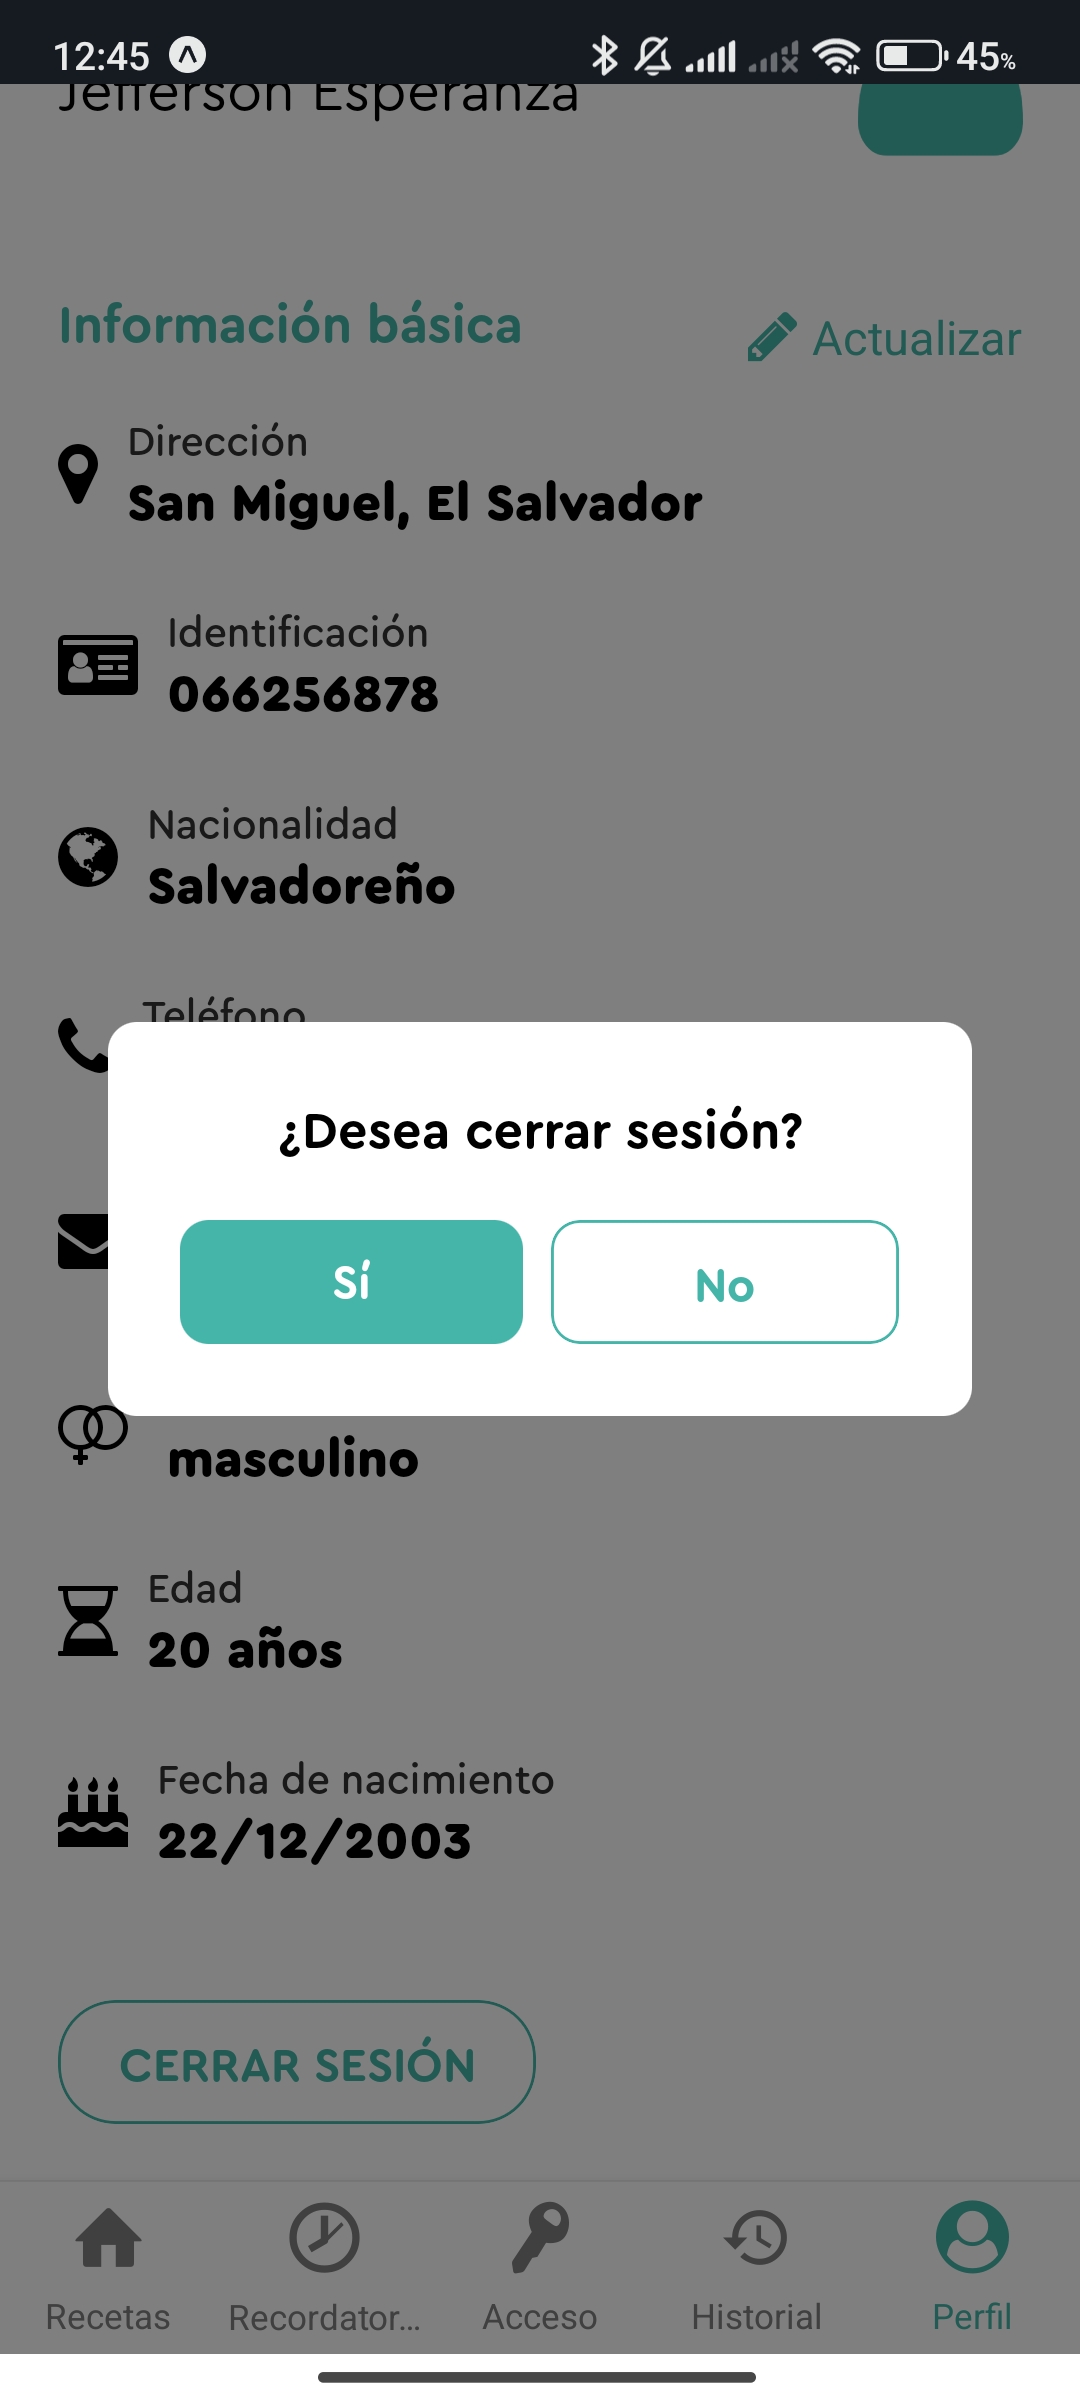 12:45
45%
Jefferson Esperanza
Información básica
Actualizar
Dirección
San Miguel, El Salvador
Identificación
066256878
Nacionalidad
Salvadoreño
Teléfono
¿Desea cerrar sesión?
Sí
No
masculino
Edad
20 años
Fecha de nacimiento
22/12/2003
CERRAR SESIÓN
Recetas
Recordator...
Acceso
Historial
Perfil